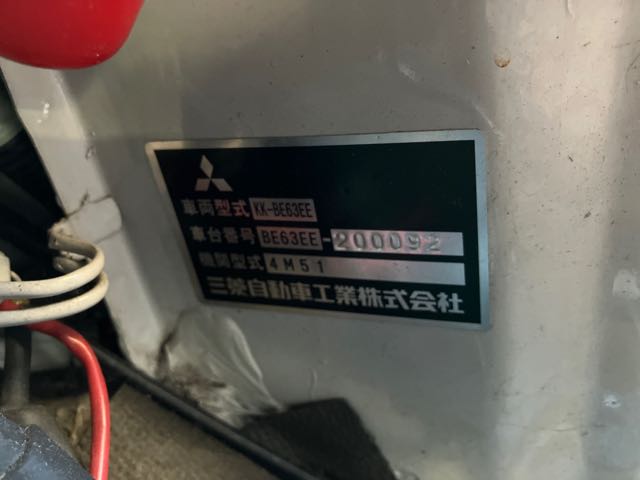 車両型式 KK-BE63EE
車台番号 BE63EE-200092
機関型式 4M51
三菱自動車工業株式会社